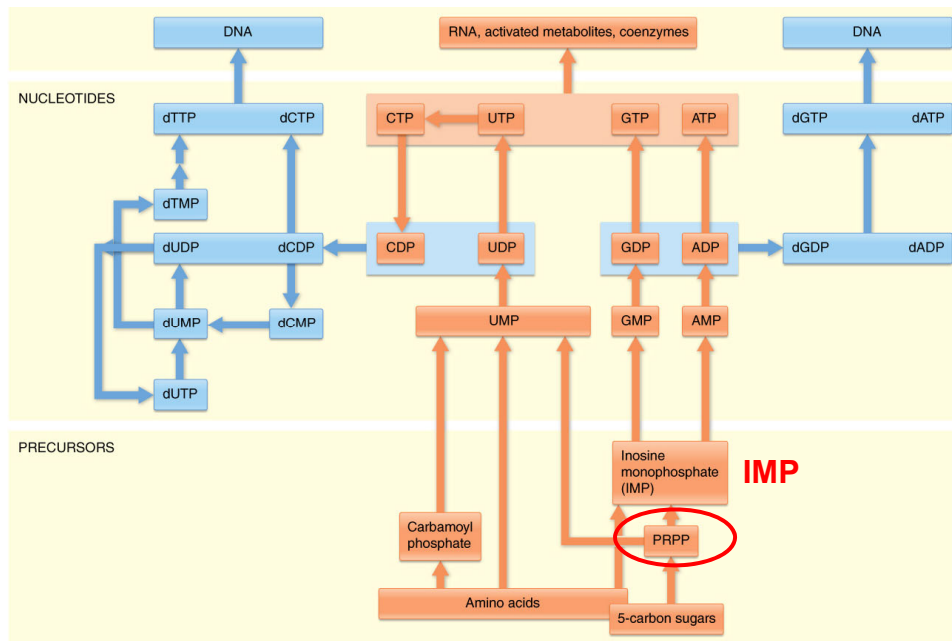 DNA
RNA, activated metabolites, coenzymes
DNA
NUCLEOTIDES
dTTP dCTP
CTP
UTP
GTP
ATP
dGTP dATP
dTMP
dUDP dCDP
CDP
UDP
GDP
ADP
dGDP dADP
dUMP
dCMP
UMP
GMP
AMP
dUTP
PRECURSORS
Inosine
monophosphate
(IMP)
IMP
Carbamoyl
phosphate
PRPP
Amino acids
5-carbon sugars